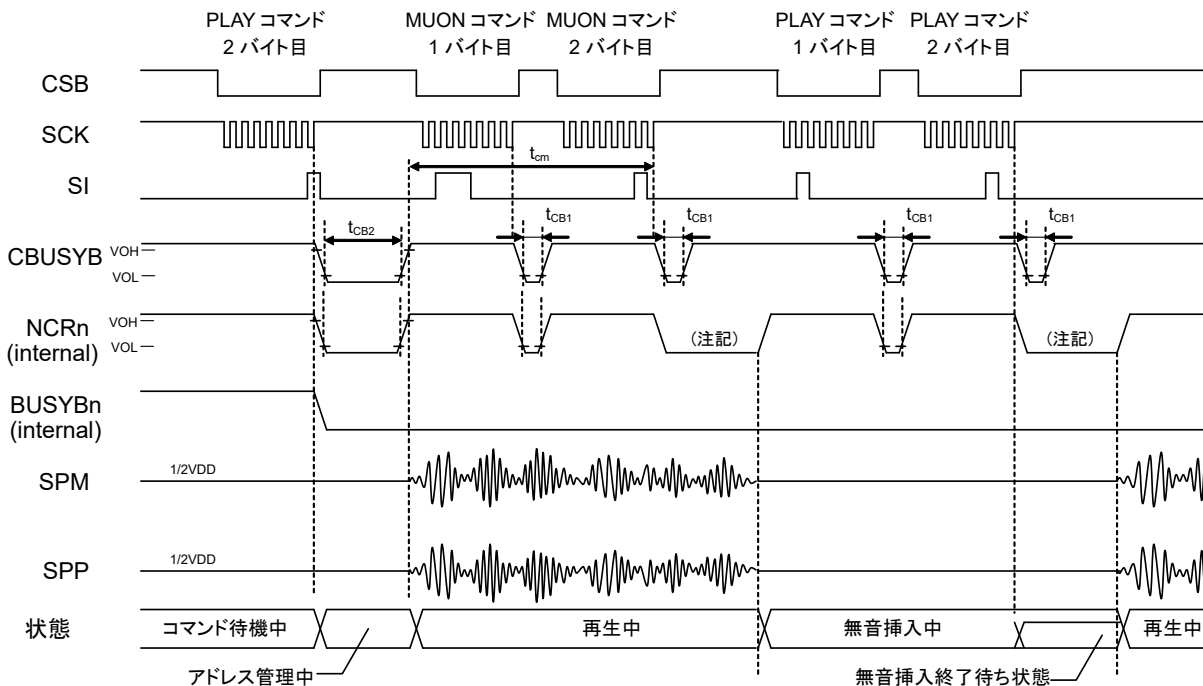 PLAY コマンド MUON コマンド MUON コマンド PLAY コマンド PLAY コマンド
2 バイト目 1 バイト目 2 バイト目 1 バイト目 2 バイト目
CSB
SCK
tcm
SI
tCB2 tCB1 tCB1 tCB1 tCB1
CBUSYB VOH
VOL
NCRn VOH
(internal) VOL (注記) (注記)
BUSYBn
(internal)
SPM 1/2VDD
SPP 1/2VDD
状態 コマンド待機中 再生中 無音挿入中 再生中
アドレス管理中 無音挿入終了待ち状態